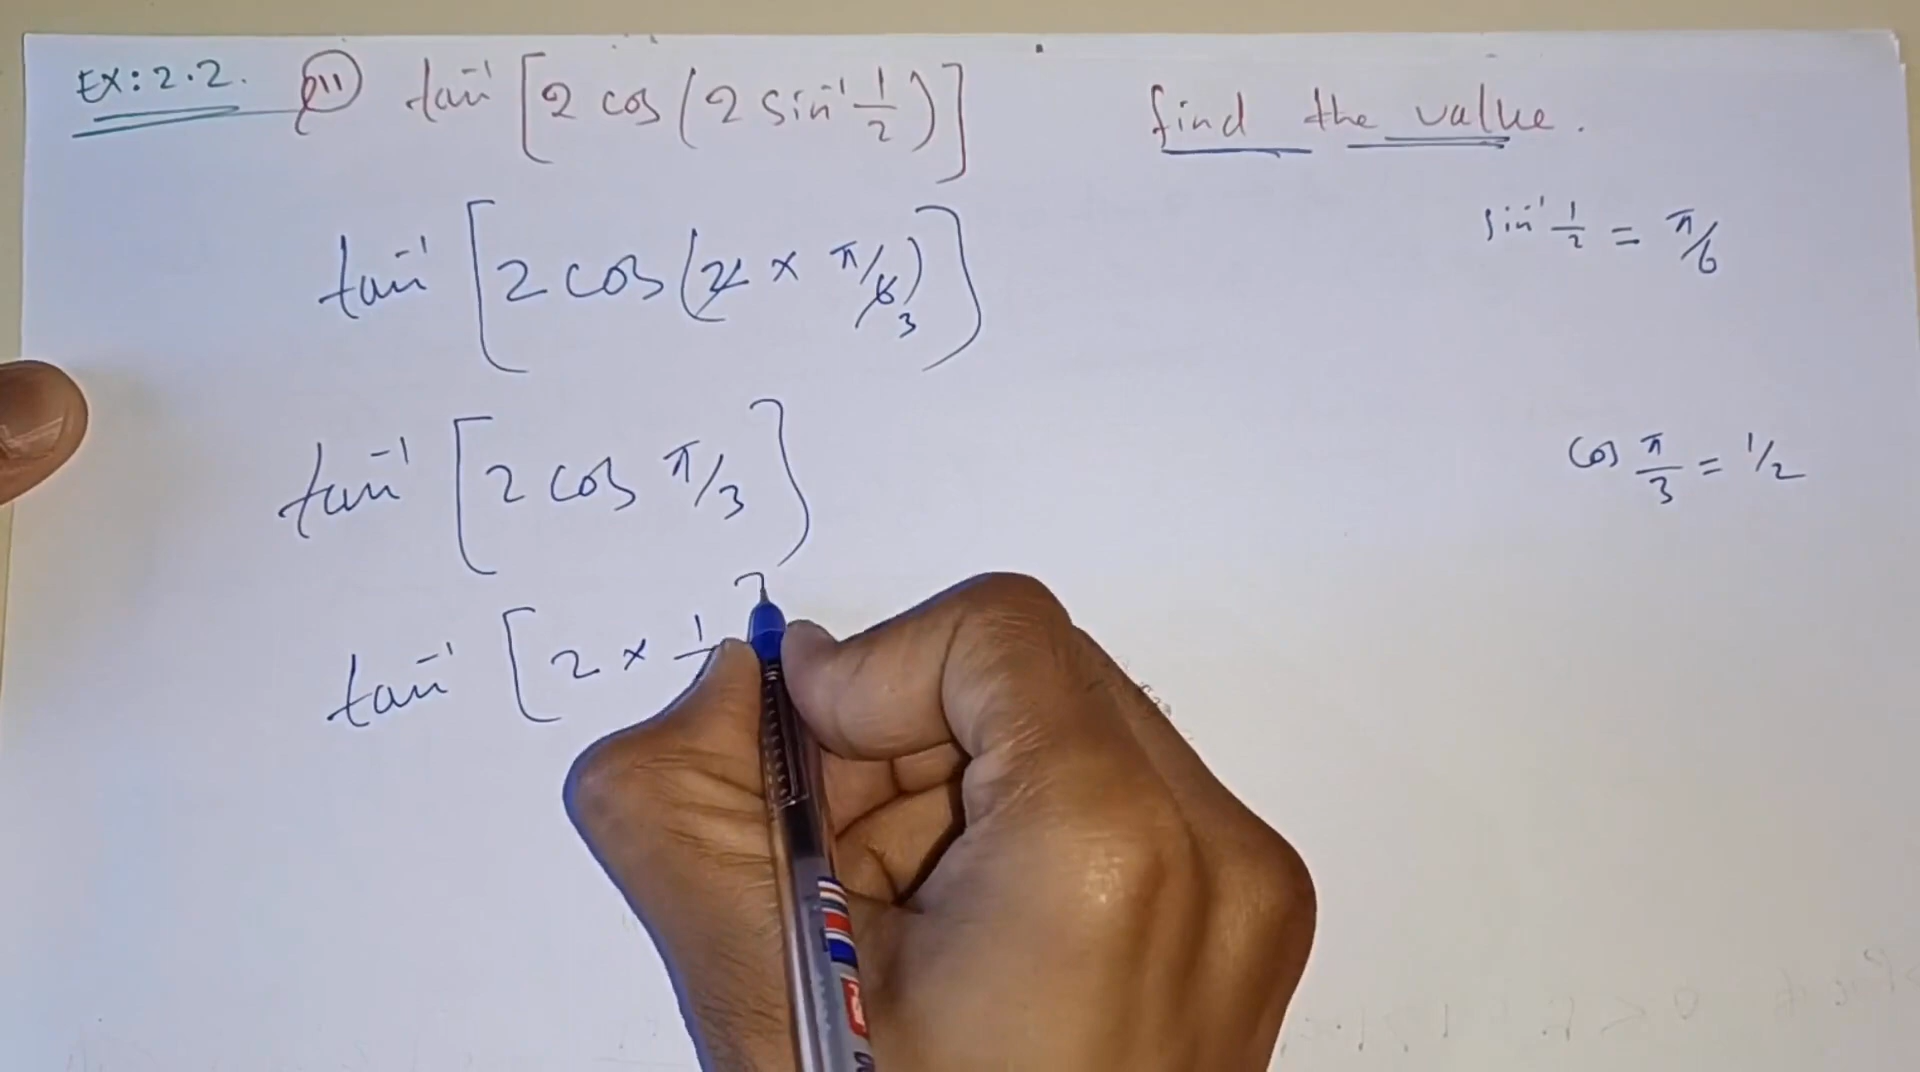 Ex: 2.2. Q11 tan⁻¹ [2 cos (2 sin⁻¹ 1/2)] find the value.
sin⁻¹ 1/2 = π/6
tan⁻¹ [2 cos (2 × π/6 3)]
tan⁻¹ [2 cos π/3]
cos π/3 = 1/2
tan⁻¹ [2 × 1